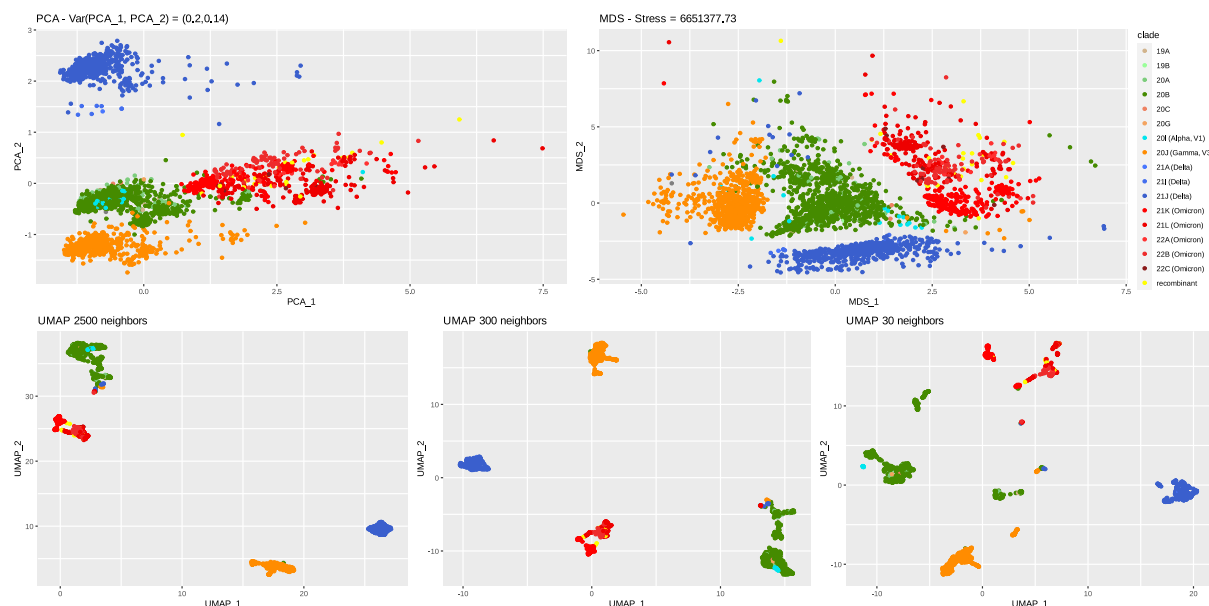 PCA - Var(PCA_1, PCA_2) = (0.2,0.14)
3
2
1
0
-1
PCA_2
0.0
2.5
5.0
7.5
PCA_1
MDS - Stress = 6651377.73
10
5
0
-5
MDS_2
-5.0
-2.5
0.0
2.5
5.0
7.5
MDS_1
clade
19A
19B
20A
20B
20C
20G
20I (Alpha, V1)
20J (Gamma, V3
21A (Delta)
21I (Delta)
21J (Delta)
21K (Omicron)
21L (Omicron)
22A (Omicron)
22B (Omicron)
22C (Omicron)
recombinant
UMAP 2500 neighbors
30
20
10
UMAP_2
0
10
20
UMAP_1
UMAP 300 neighbors
10
0
-10
UMAP_2
-10
0
10
UMAP_1
UMAP 30 neighbors
10
0
-10
UMAP_2
-10
0
10
20
UMAP_1